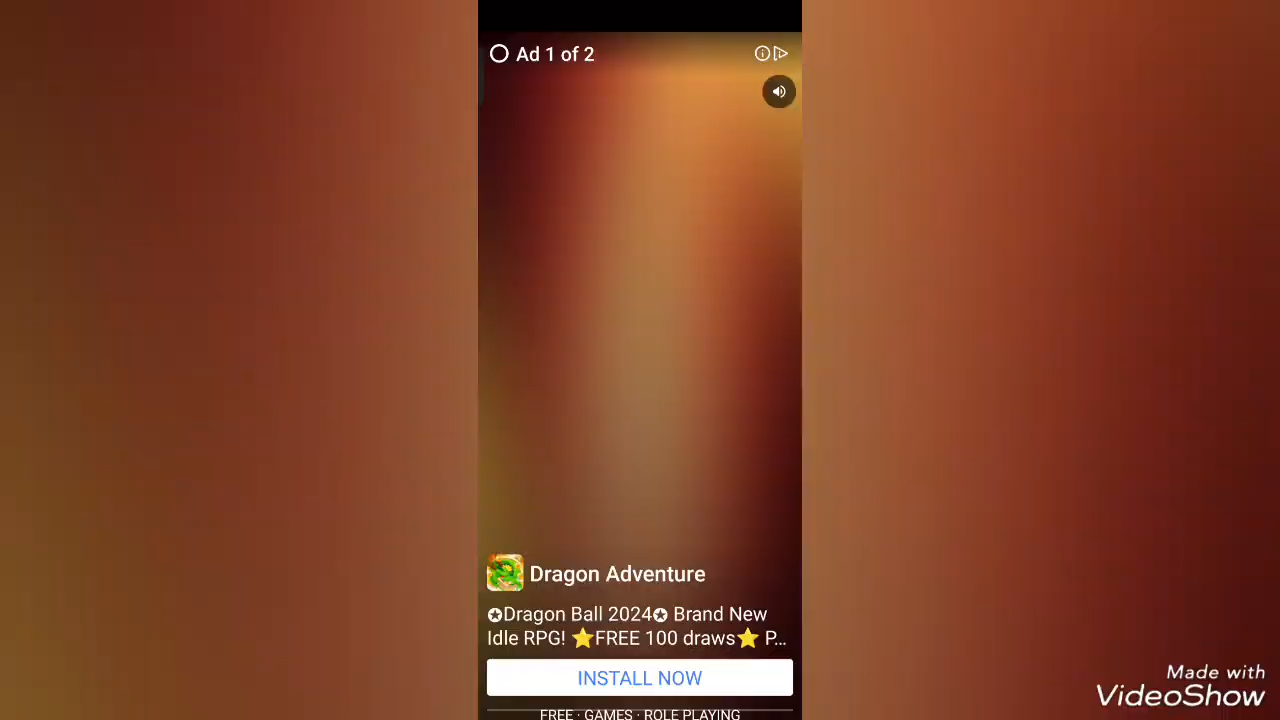 Ad 1 of 2
Dragon Adventure
✪Dragon Ball 2024✪ Brand New
Idle RPG! ⭐FREE 100 draws⭐ P...
INSTALL NOW
FREE · GAMES · ROLE PLAYING
Made with
VideoShow